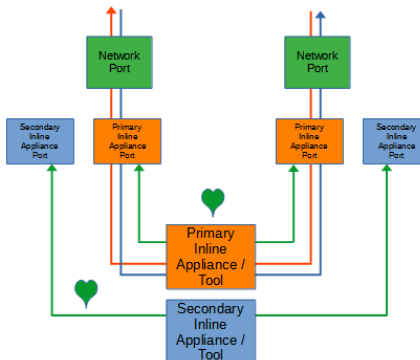 Network
Port
Network
Port
Secondary
Inline
Appliance
Port
Primary
Inline
Appliance
Port
Primary
Inline
Appliance
Port
Secondary
Inline
Appliance
Port
Primary
Inline
Appliance /
Tool
Secondary
Inline
Appliance /
Tool